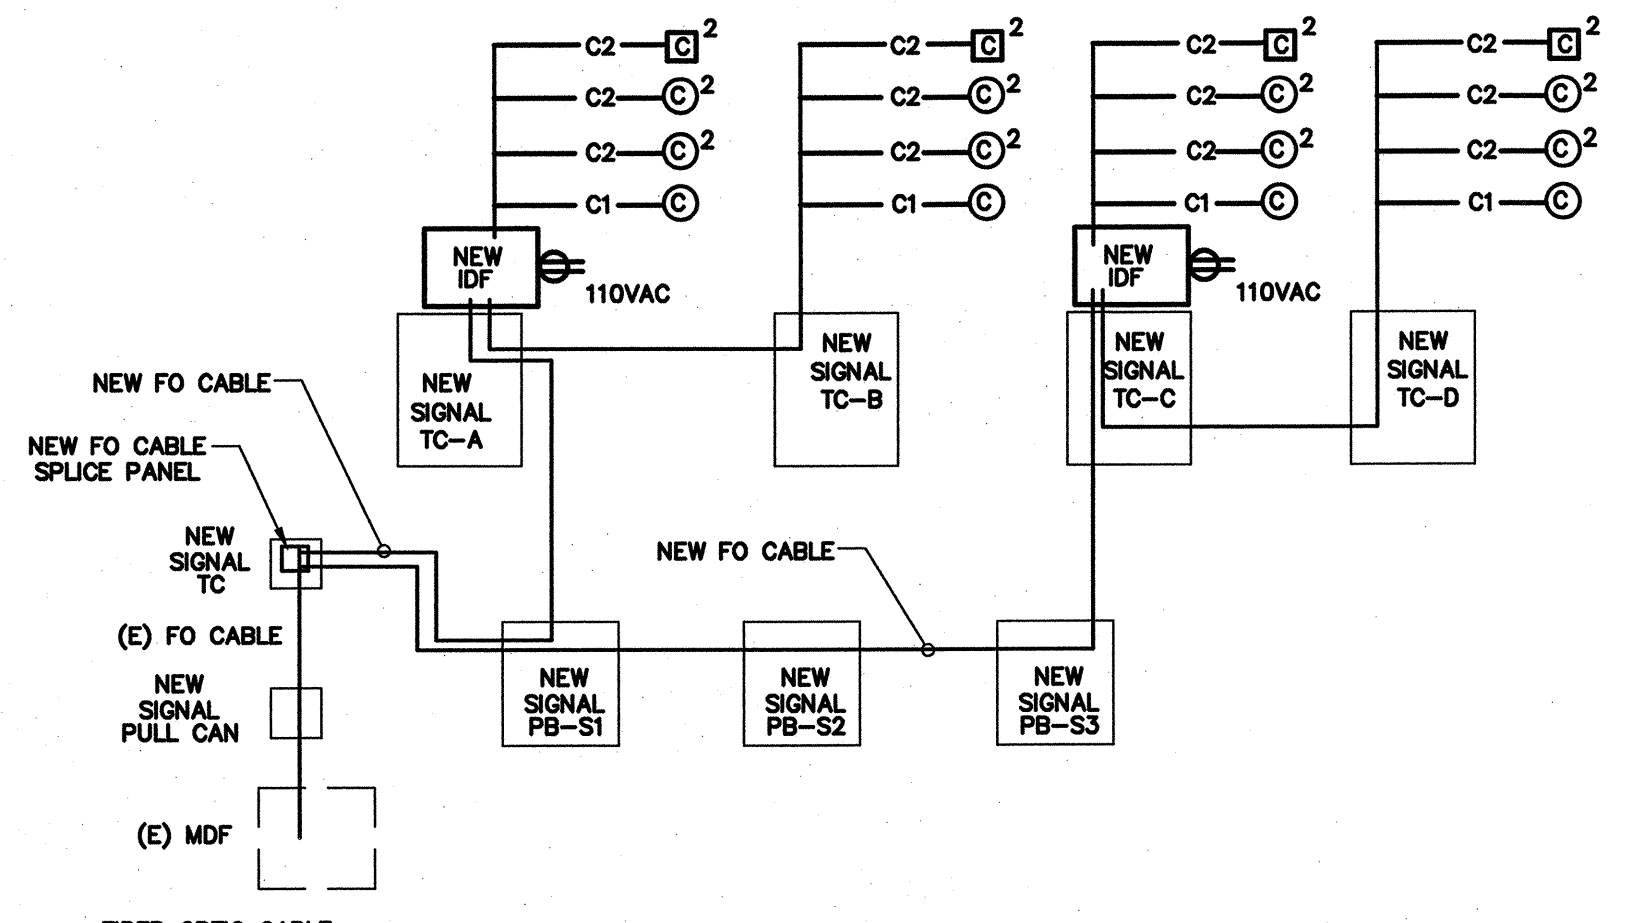 C2 C 2
C2 C 2
C2 C 2
C1 C
C2 C 2
C2 C 2
C2 C 2
C1 C
C2 C 2
C2 C 2
C2 C 2
C1 C
C2 C 2
C2 C 2
C2 C 2
C1 C
NEW
IDF
110VAC
NEW
IDF
110VAC
NEW
SIGNAL
TC-A
NEW
SIGNAL
TC-B
NEW
SIGNAL
TC-C
NEW
SIGNAL
TC-D
NEW FO CABLE
NEW FO CABLE
SPLICE PANEL
NEW
SIGNAL
TC
NEW FO CABLE
(E) FO CABLE
NEW
SIGNAL
PULL CAN
NEW
SIGNAL
PB-S1
NEW
SIGNAL
PB-S2
NEW
SIGNAL
PB-S3
(E) MDF